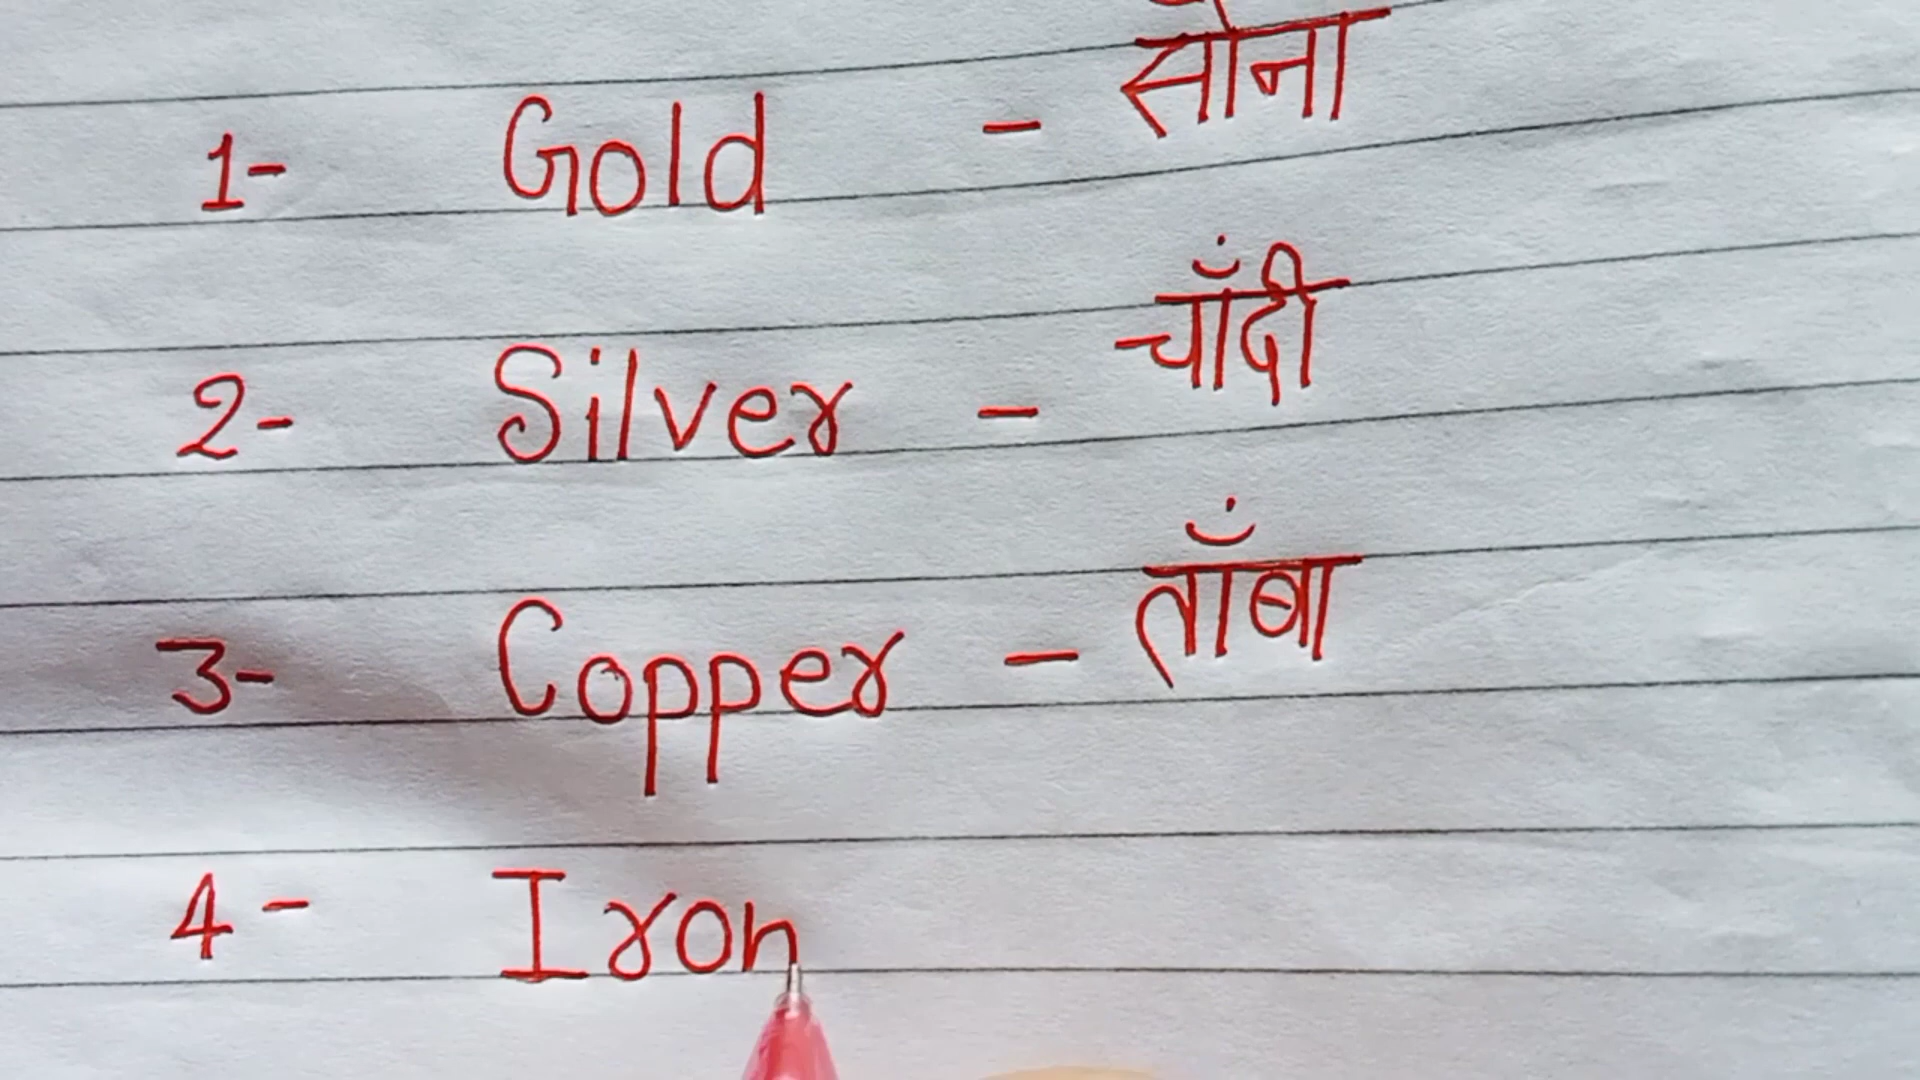 1- Gold - सोना
2- Silver - चाँदी
3- Copper - ताँबा
4- Iron